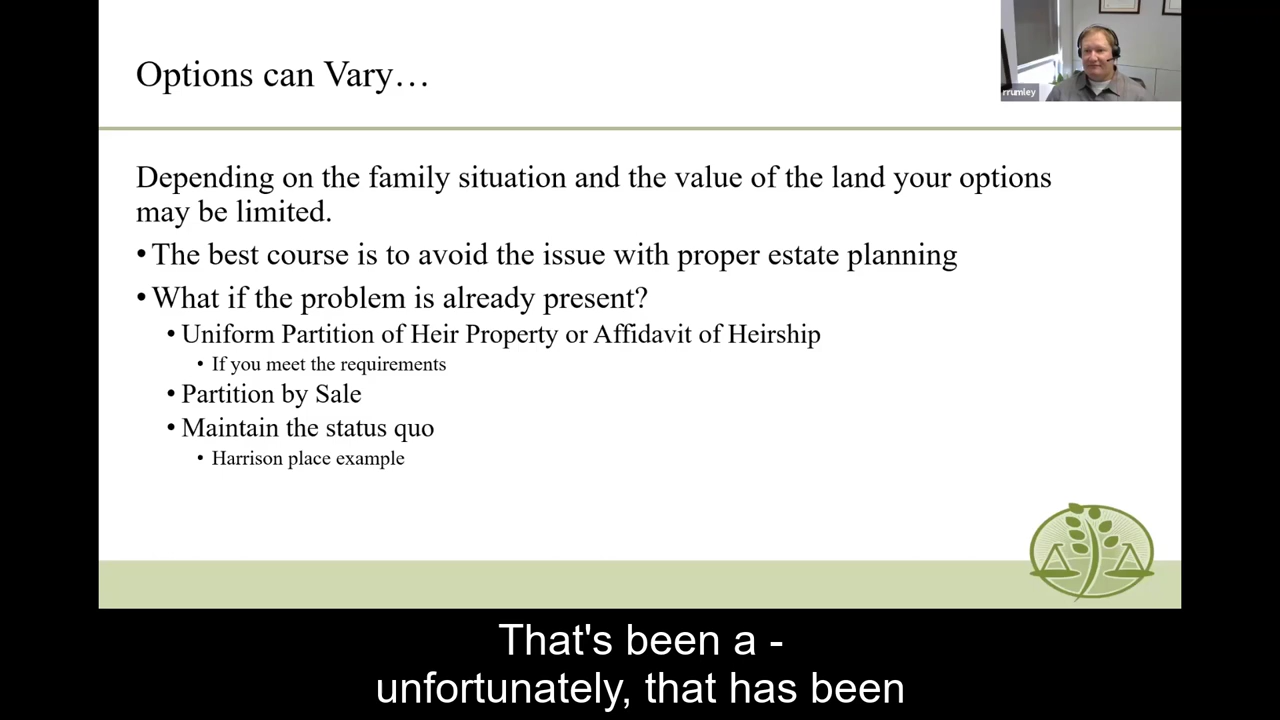 Options can Vary…
rrumley
Depending on the family situation and the value of the land your options
may be limited.
•The best course is to avoid the issue with proper estate planning
•What if the problem is already present?
•Uniform Partition of Heir Property or Affidavit of Heirship
•If you meet the requirements
•Partition by Sale
•Maintain the status quo
•Harrison place example
That's been a -
unfortunately, that has been